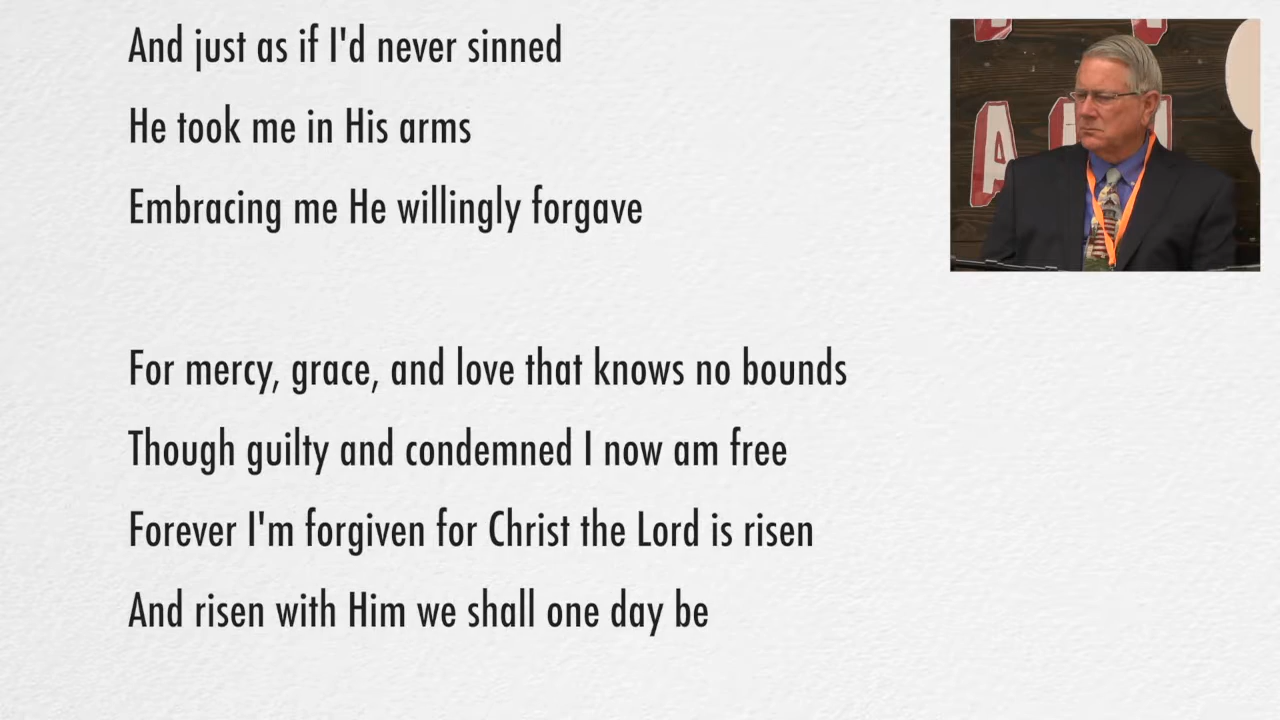 And just as if I'd never sinned
He took me in His arms
Embracing me He willingly forgave
For mercy, grace, and love that knows no bounds
Though guilty and condemned I now am free
Forever I'm forgiven for Christ the Lord is risen
And risen with Him we shall one day be